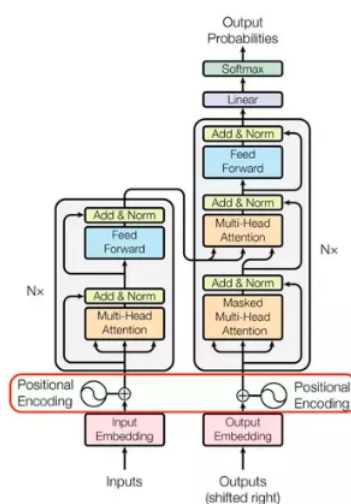 Output
Probabilities
Softmax
Linear
Add & Norm
Feed
Forward
Add & Norm
Multi-Head
Attention
Add & Norm
Masked
Multi-Head
Attention
N×
Add & Norm
Feed
Forward
Add & Norm
Multi-Head
Attention
N×
Positional
Encoding
Positional
Encoding
Input
Embedding
Output
Embedding
Inputs
Outputs
(shifted right)